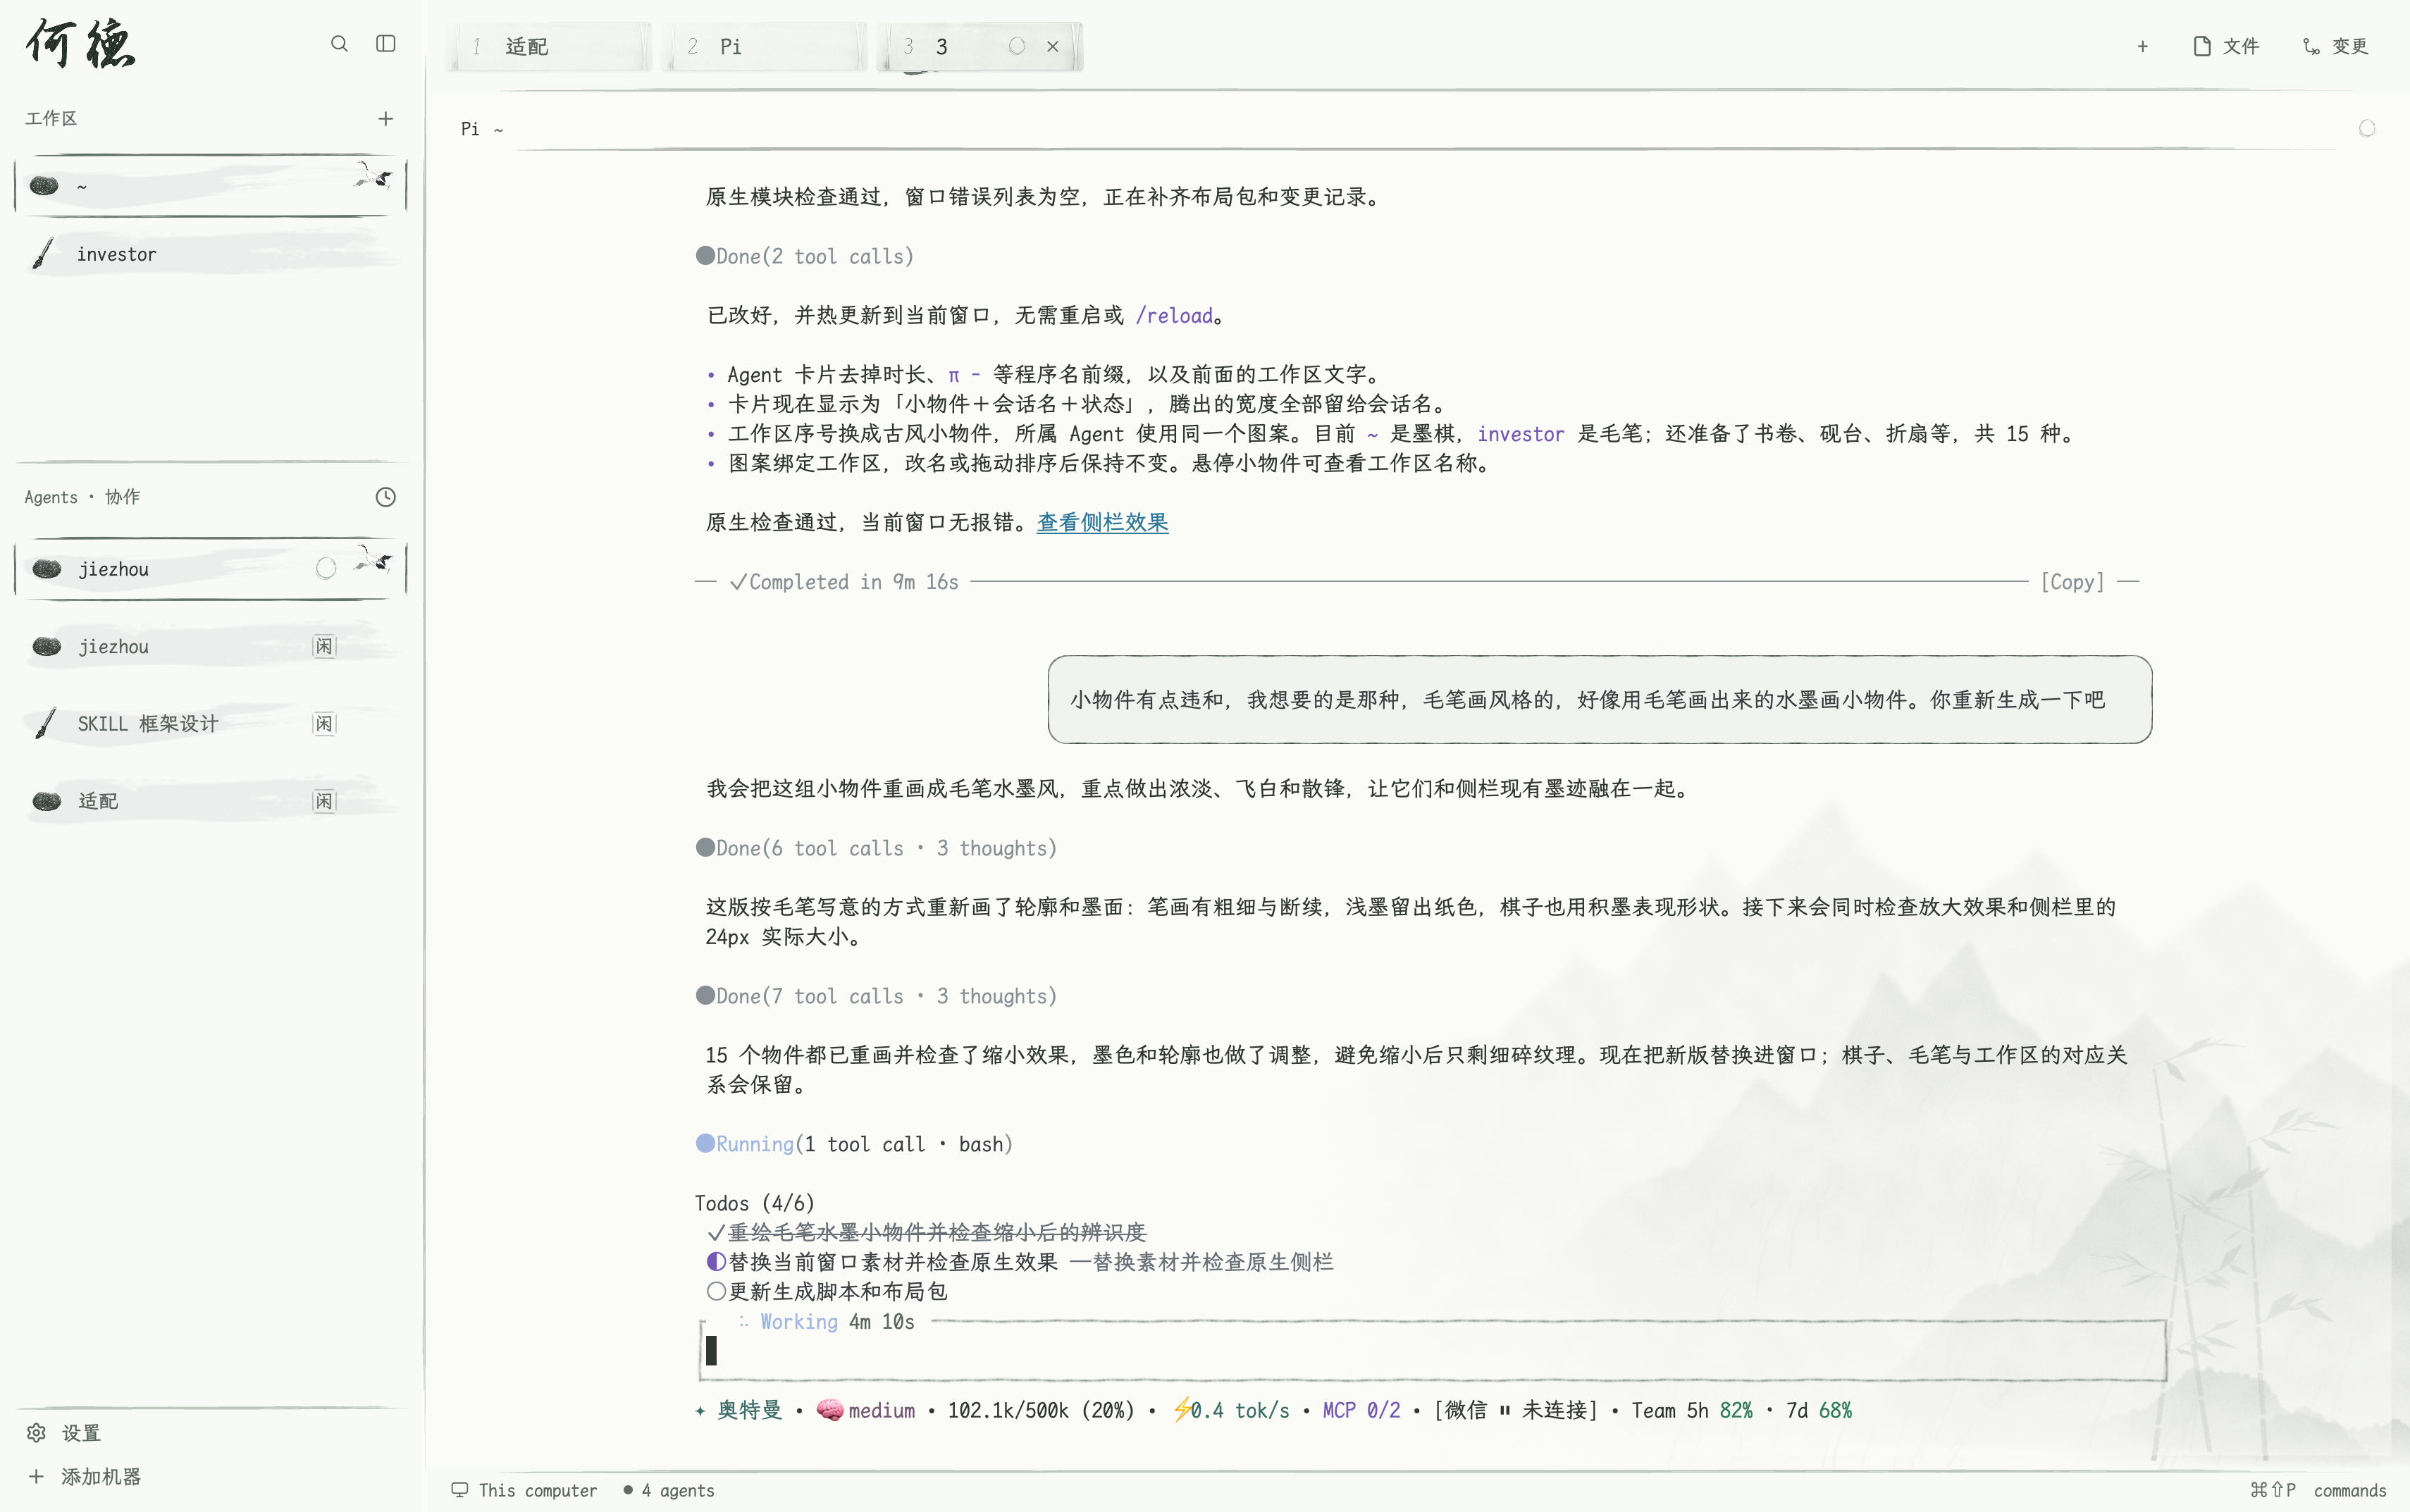 何德
工作区
~
investor
Agents · 协作
jiezhou
jiezhou 闲
SKILL 框架设计 闲
适配 闲
设置
添加机器
1 适配
2 Pi
3 3
文件
变更
Pi ~
原生模块检查通过，窗口错误列表为空，正在补齐布局包和变更记录。
Done(2 tool calls)
已改好，并热更新到当前窗口，无需重启或 /reload。
• Agent 卡片去掉时长、π - 等程序名前缀，以及前面的工作区文字。
• 卡片现在显示为「小物件＋会话名＋状态」，腾出的宽度全部留给会话名。
• 工作区序号换成古风小物件，所属 Agent 使用同一个图案。目前 ~ 是墨棋，investor 是毛笔；还准备了书卷、砚台、折扇等，共 15 种。
• 图案绑定工作区，改名或拖动排序后保持不变。悬停小物件可查看工作区名称。
原生检查通过，当前窗口无报错。查看侧栏效果
— ✓Completed in 9m 16s — [Copy] —
小物件有点违和，我想要的是那种，毛笔画风格的，好像用毛笔画出来的水墨画小物件。你重新生成一下吧
我会把这组小物件重画成毛笔水墨风，重点做出浓淡、飞白和散锋，让它们和侧栏现有墨迹融在一起。
Done(6 tool calls · 3 thoughts)
这版按毛笔写意的方式重新画了轮廓和墨面：笔画有粗细与断续，浅墨留出纸色，棋子也用积墨表现形状。接下来会同时检查放大效果和侧栏里的
24px 实际大小。
Done(7 tool calls · 3 thoughts)
15 个物件都已重画并检查了缩小效果，墨色和轮廓也做了调整，避免缩小后只剩细碎纹理。现在把新版替换进窗口；棋子、毛笔与工作区的对应关
系会保留。
Running(1 tool call · bash)
Todos (4/6)
✓重绘毛笔水墨小物件并检查缩小后的辨识度
替换当前窗口素材并检查原生效果 —替换素材并检查原生侧栏
更新生成脚本和布局包
Working 4m 10s
✦ 奥特曼 • 🧠 medium • 102.1k/500k (20%) • ⚡0.4 tok/s • MCP 0/2 • [微信 ⏸ 未连接] • Team 5h 82% · 7d 68%
This computer ● 4 agents
⌘⇧P commands